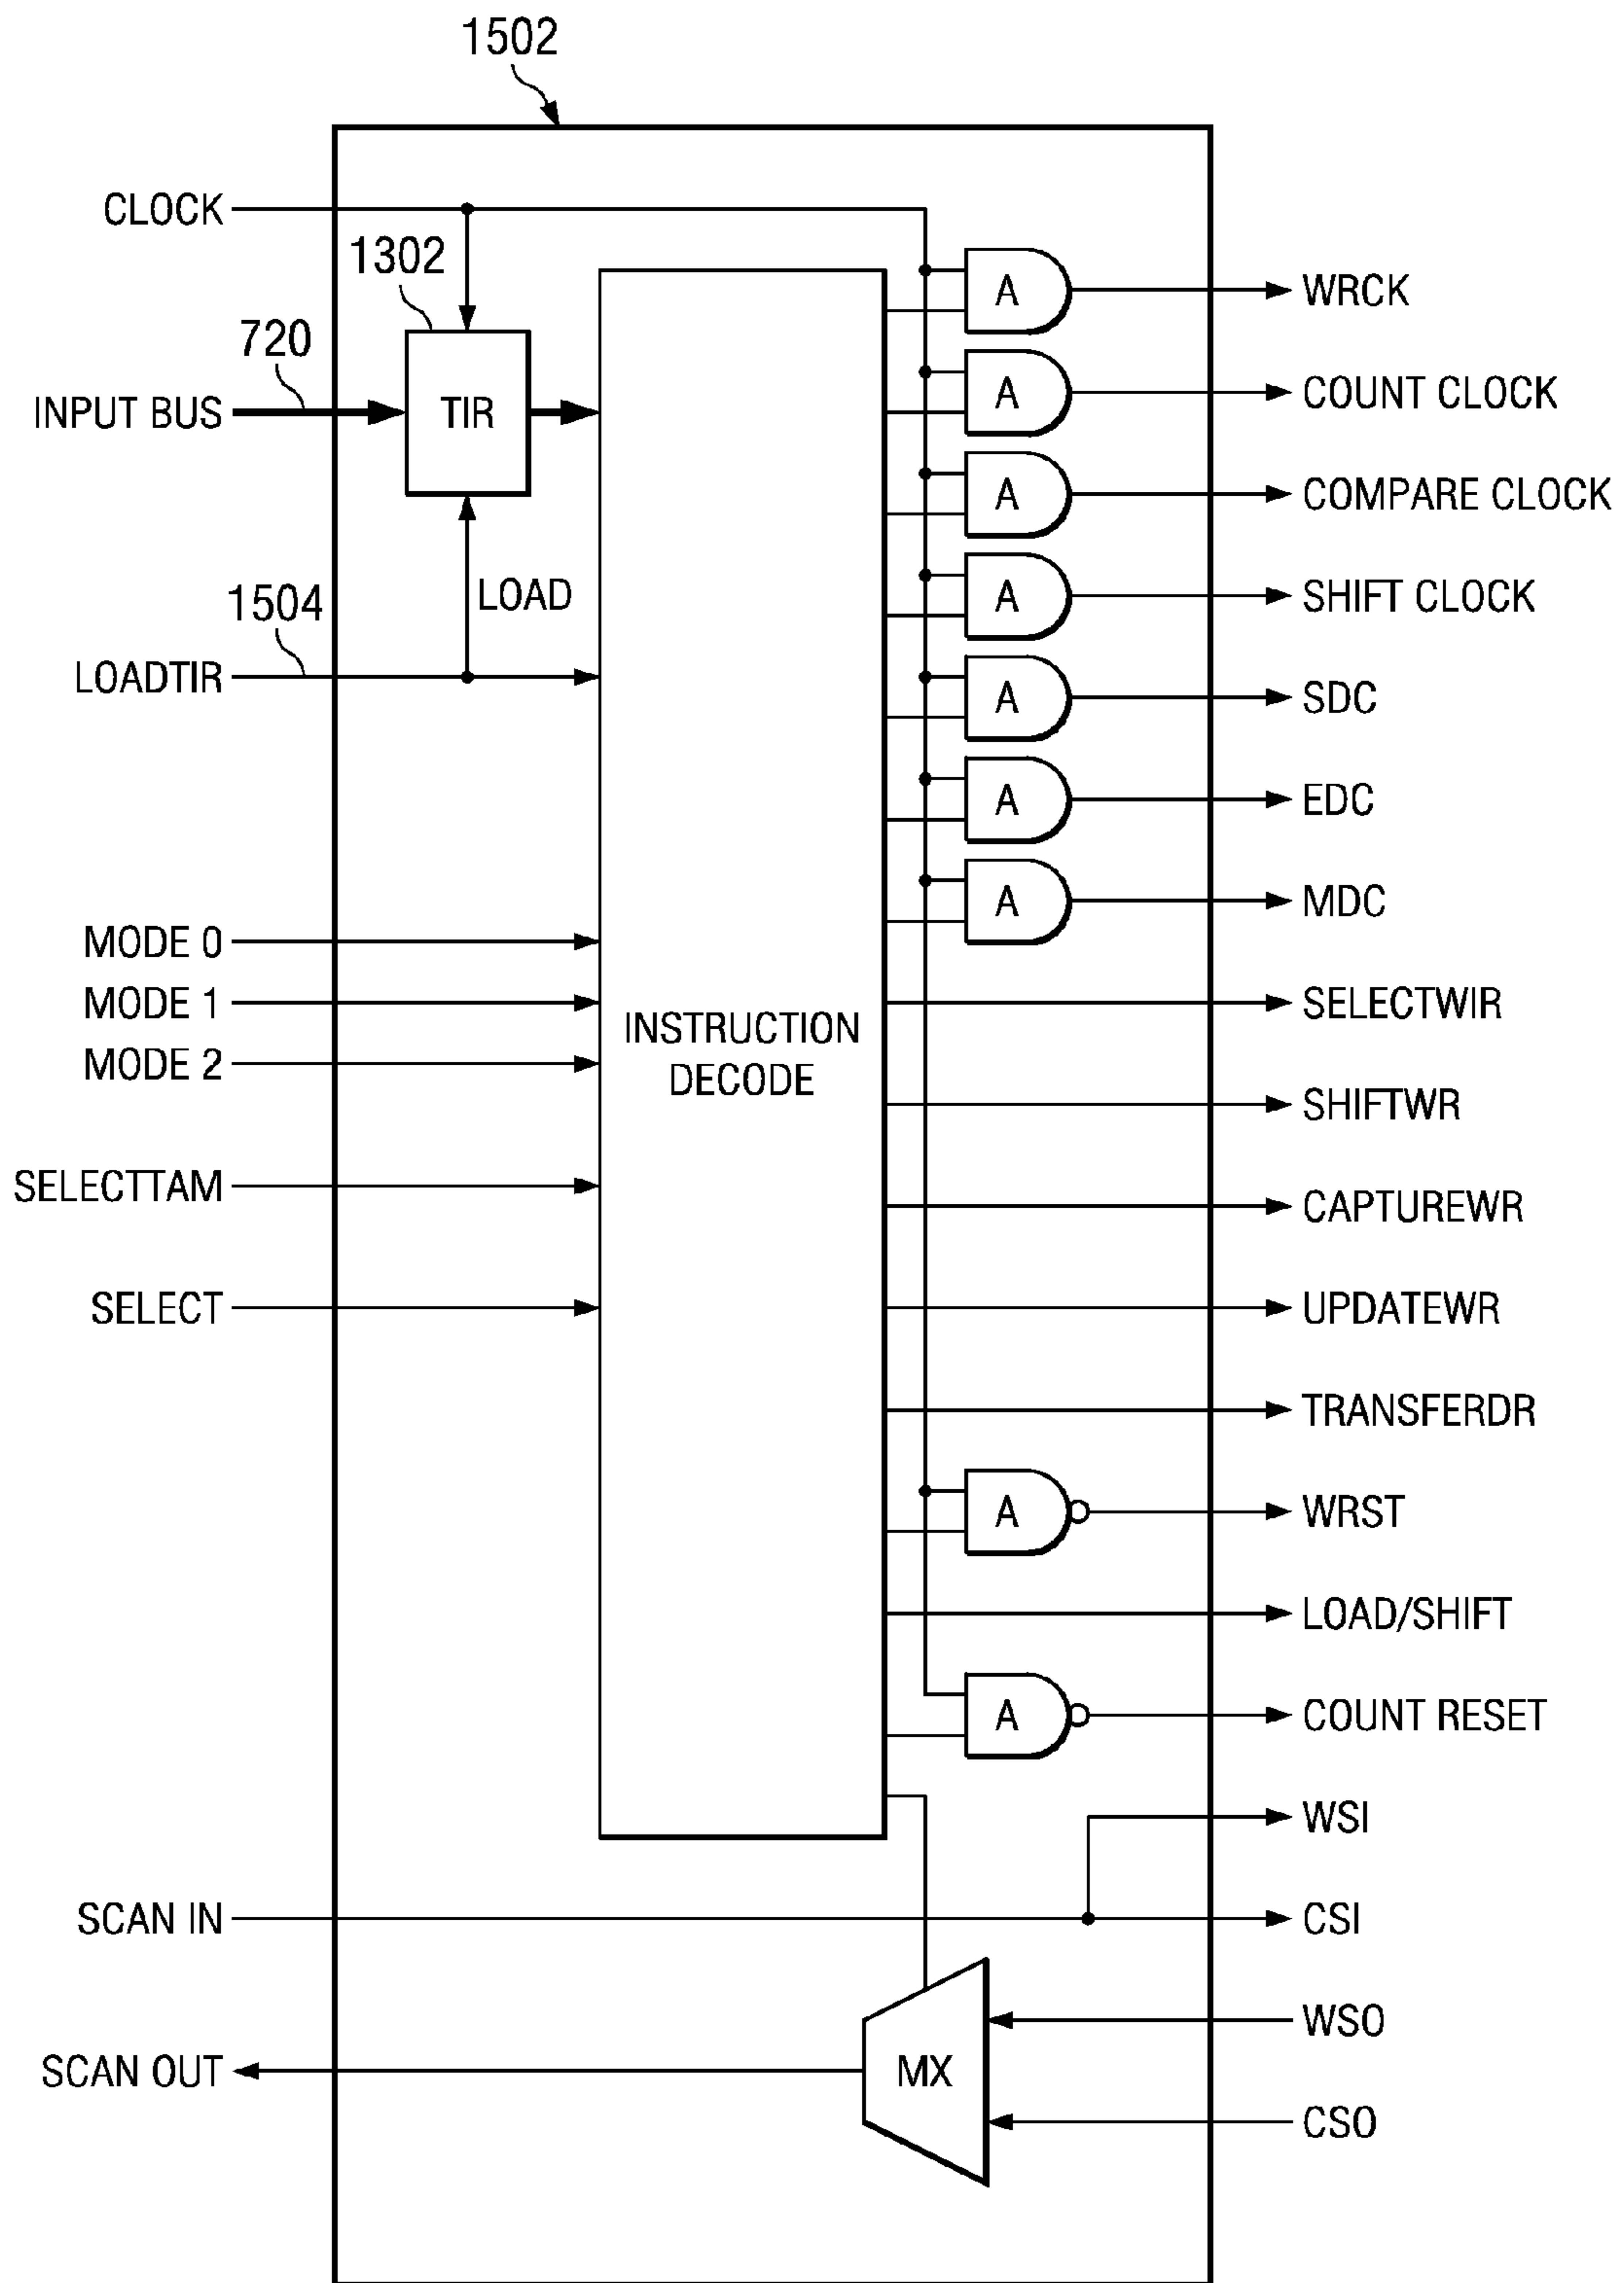 1502
CLOCK
1302
A
WRCK
720
INPUT BUS
TIR
A
COUNT CLOCK
A
COMPARE CLOCK
1504
LOAD
A
SHIFT CLOCK
LOADTIR
A
SDC
A
EDC
A
MDC
MODE 0
MODE 1
MODE 2
INSTRUCTION
DECODE
SELECTWIR
SHIFTWR
SELECTTAM
CAPTUREWR
SELECT
UPDATEWR
TRANSFERDR
A
WRST
LOAD/SHIFT
A
COUNT RESET
WSI
SCAN IN
CSI
WSO
SCAN OUT
MX
CSO